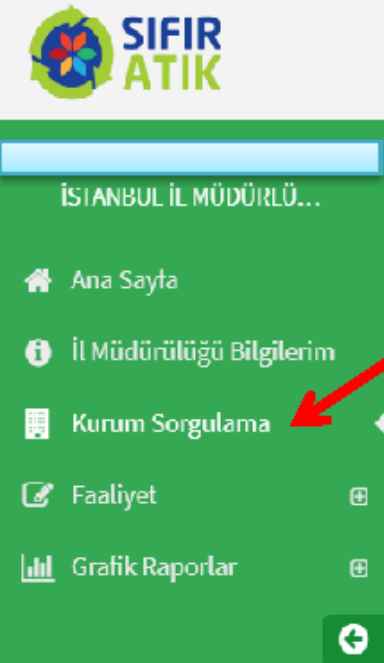 SIFIR
ATIK
İSTANBUL İL MÜDÜRLÜ...
Ana Sayfa
İl Müdürülüğü Bilgilerim
Kurum Sorgulama
Faaliyet
Grafik Raporlar